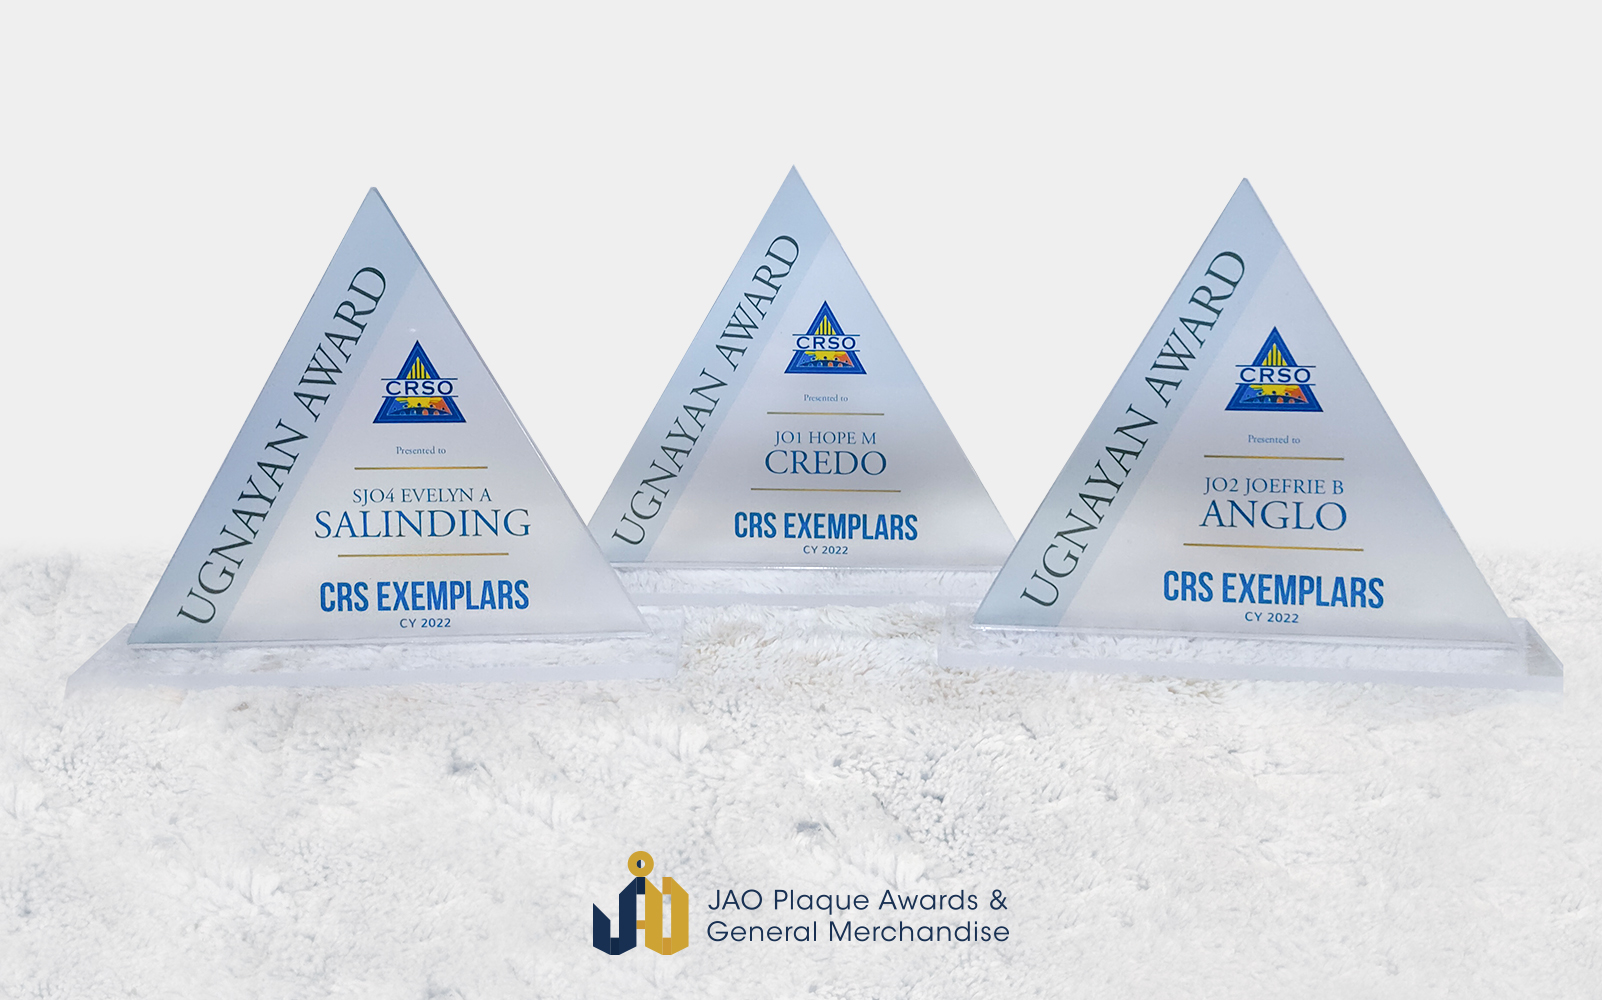 UGNAYAN AWARD
CRSO
Presented to
SJO4 EVELYN A
SALINDING
CRS EXEMPLARS
CY 2022
UGNAYAN AWARD
CRSO
Presented to
JO1 HOPE M
CREDO
CRS EXEMPLARS
CY 2022
UGNAYAN AWARD
CRSO
Presented to
JO2 JOEFRIE B
ANGLO
CRS EXEMPLARS
CY 2022
JAO
JAO Plaque Awards &
General Merchandise